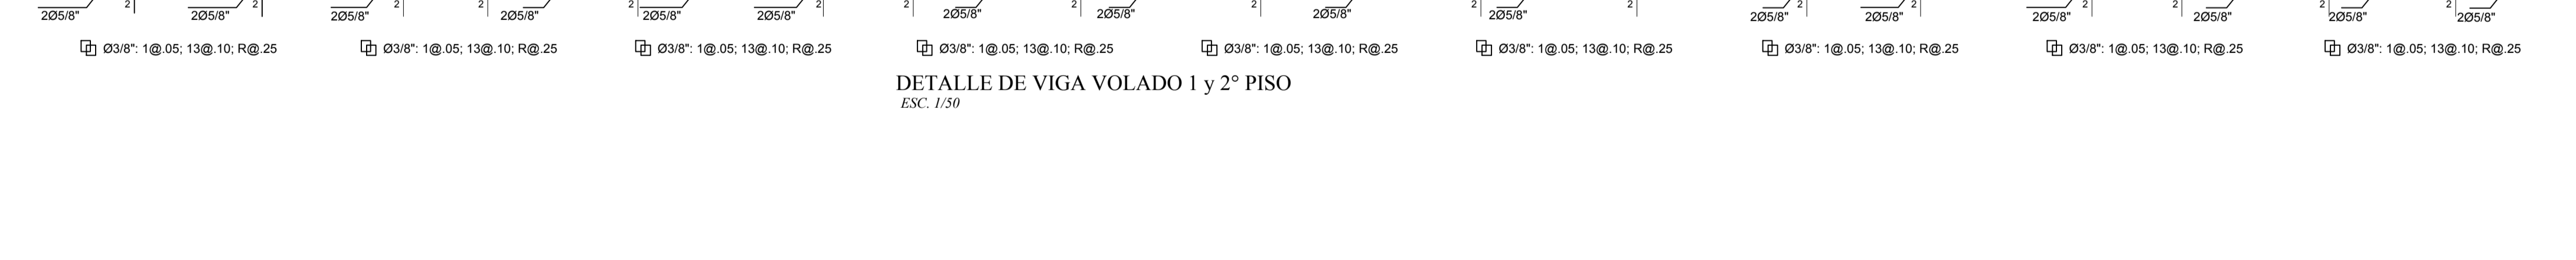 2 2 2 2 2 2 2 2 2 2 2 2 2 2 2 2 2
2Ø5/8" 2Ø5/8" 2Ø5/8" 2Ø5/8" 2Ø5/8" 2Ø5/8" 2Ø5/8" 2Ø5/8" 2Ø5/8" 2Ø5/8" 2Ø5/8" 2Ø5/8" 2Ø5/8" 2Ø5/8" 2Ø5/8" 2Ø5/8"
Ø3/8": 1@.05; 13@.10; R@.25 Ø3/8": 1@.05; 13@.10; R@.25 Ø3/8": 1@.05; 13@.10; R@.25 Ø3/8": 1@.05; 13@.10; R@.25 Ø3/8": 1@.05; 13@.10; R@.25 Ø3/8": 1@.05; 13@.10; R@.25 Ø3/8": 1@.05; 13@.10; R@.25 Ø3/8": 1@.05; 13@.10; R@.25 Ø3/8": 1@.05; 13@.10; R@.25
DETALLE DE VIGA VOLADO 1 y 2° PISO
ESC. 1/50